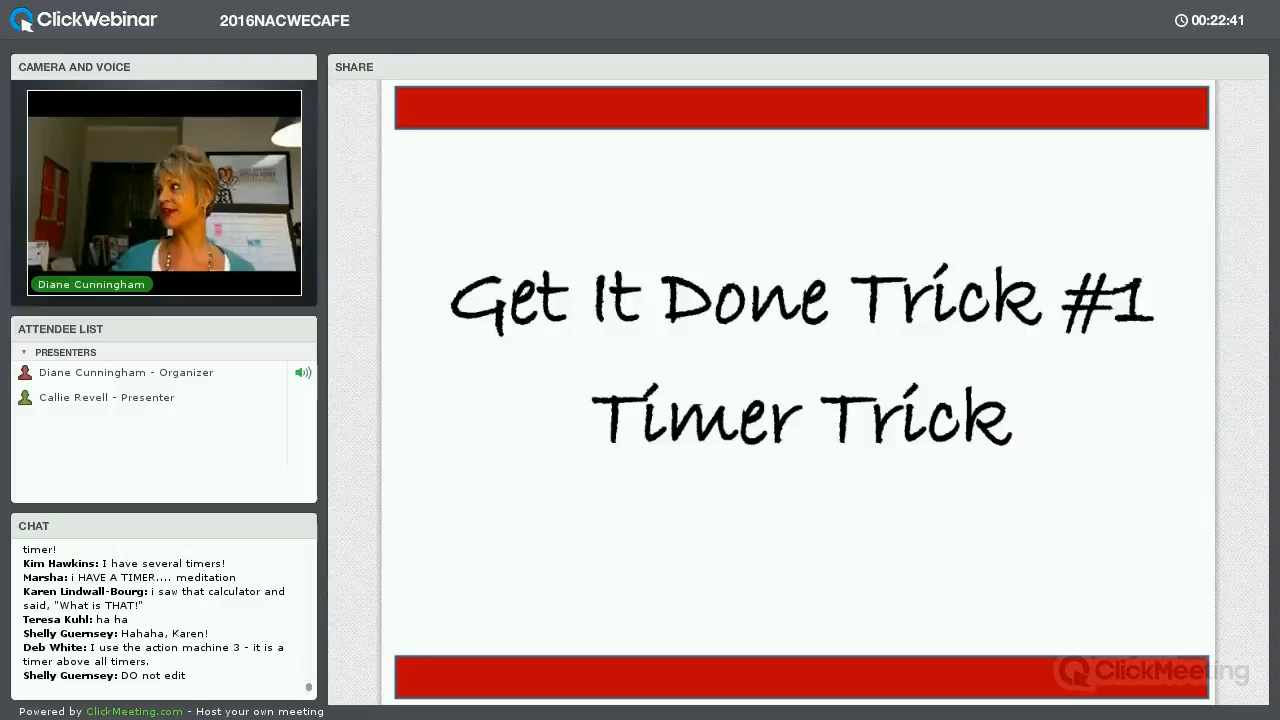 ClickWebinar
2016NACWECAFE
00:22:41
CAMERA AND VOICE
Diane Cunningham
ATTENDEE LIST
PRESENTERS
Diane Cunningham - Organizer
Callie Revell - Presenter
CHAT
timer!
Kim Hawkins: I have several timers!
Marsha: i HAVE A TIMER.... meditation
Karen Lindwall-Bourg: i saw that calculator and
said, "What is THAT!"
Teresa Kuhl: ha ha
Shelly Guernsey: Hahaha, Karen!
Deb Wilte: I use the action machine 3 - it is a
timer above all timers.
Shelly Guernsey: DO not edit
Powered by ClickMeeting.com - Host your own meeting
SHARE
Get It Done Trick #1
Timer Trick
ClickMeeting